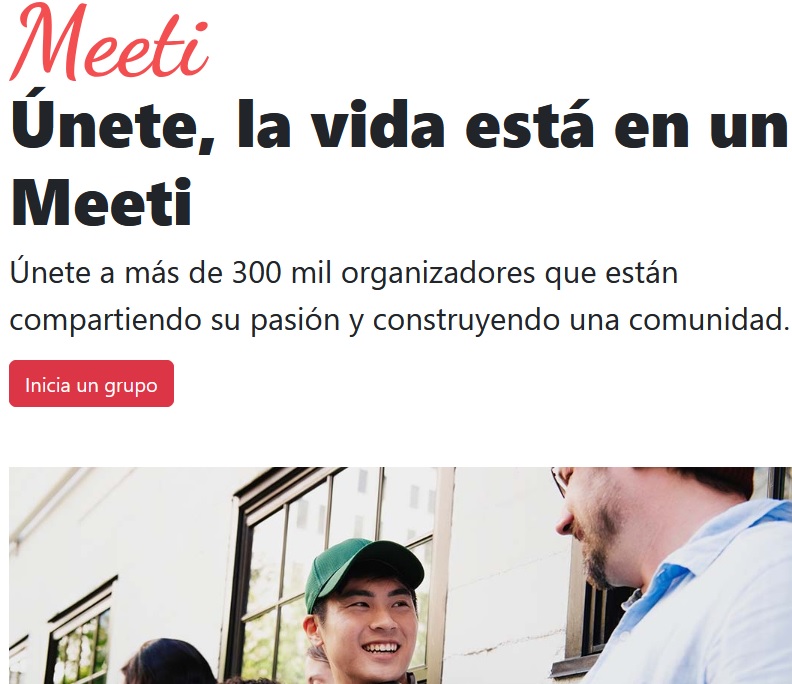 Meeti
Únete, la vida está en un
Meeti
Únete a más de 300 mil organizadores que están
compartiendo su pasión y construyendo una comunidad.
Inicia un grupo